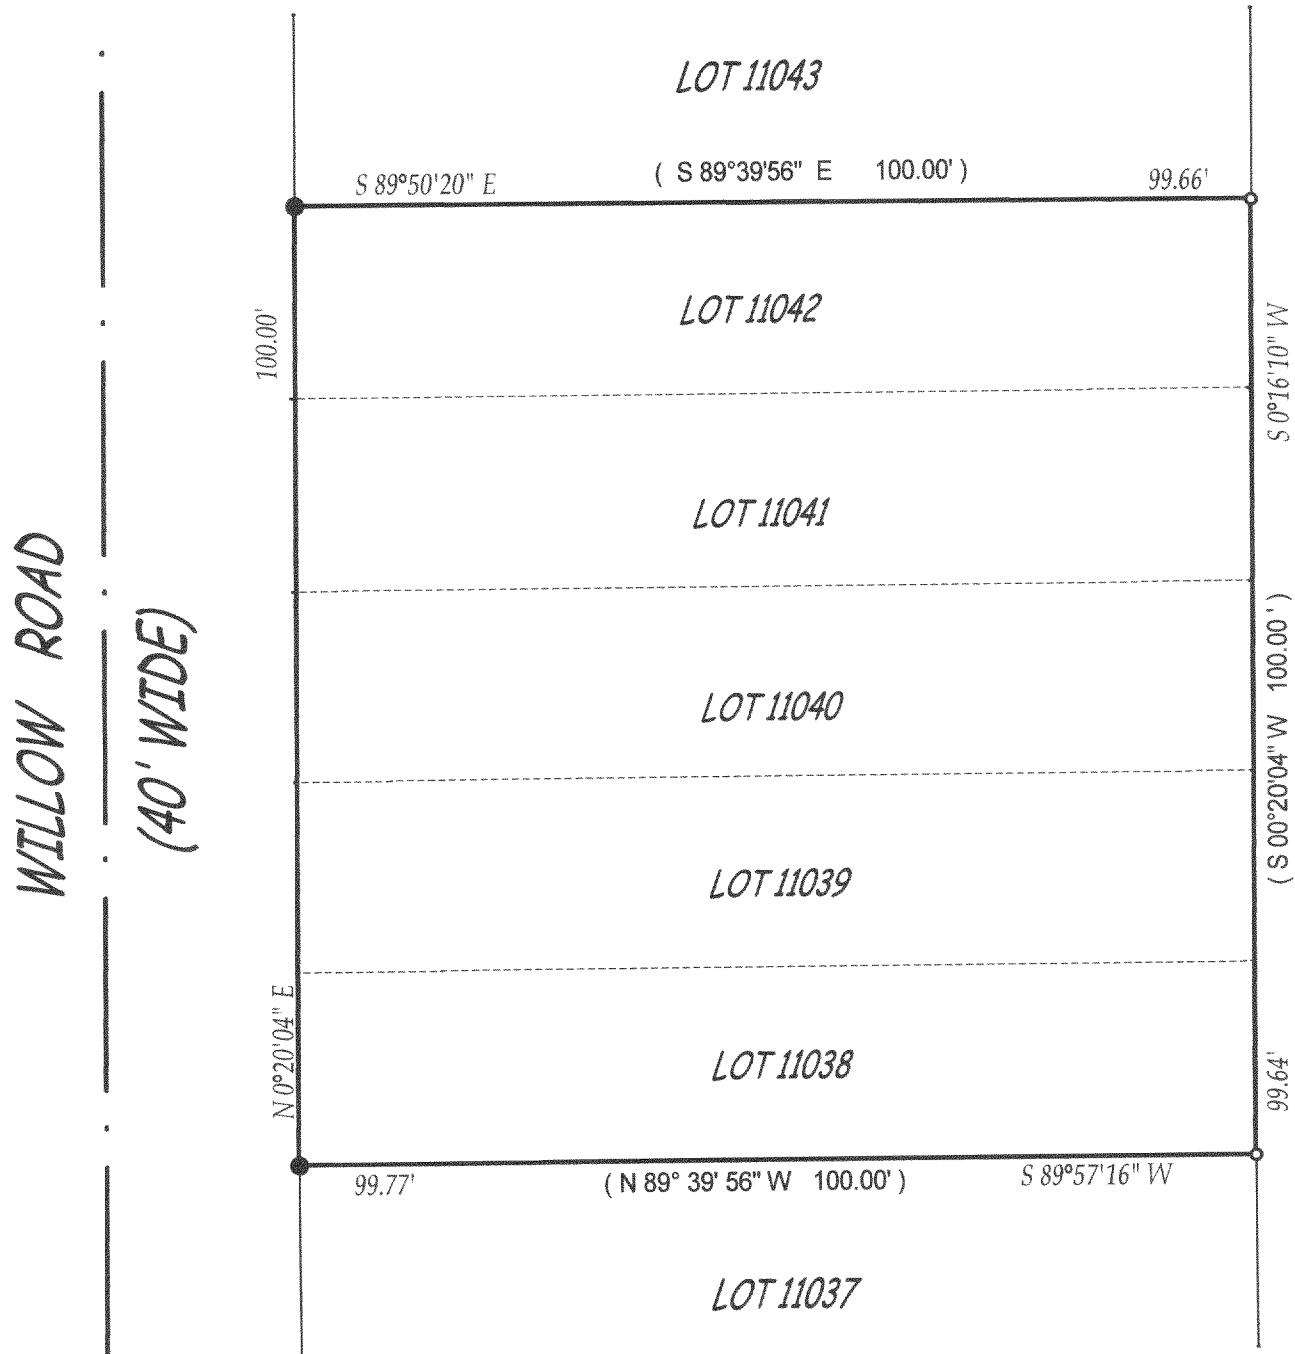 LOT 11043
S 89°50'20" E
( S 89°39'56" E 100.00' )
99.66'
100.00'
LOT 11042
S 0°16'10" W
LOT 11041
WILLOW ROAD
(40' WIDE)
LOT 11040
( S 00°20'04" W 100.00' )
LOT 11039
N 0°20'04" E
LOT 11038
99.64'
99.77'
( N 89° 39' 56" W 100.00' )
S 89°57'16" W
LOT 11037